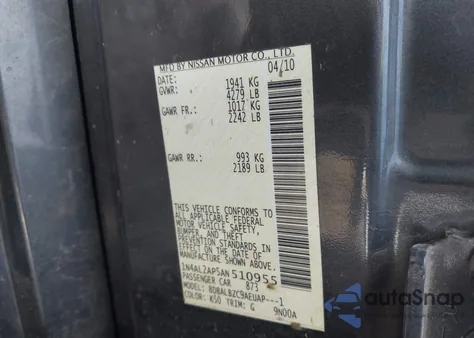 MFD BY NISSAN MOTOR CO., LTD.
DATE: 04/10
GVWR: 1941 KG
4279 LB
GAWR FR.: 1017 KG
2242 LB
GAWR RR.: 993 KG
2189 LB
THIS VEHICLE CONFORMS TO
ALL APPLICABLE FEDERAL
MOTOR VEHICLE SAFETY,
BUMPER, AND THEFT
PREVENTION STANDARDS IN
EFFECT ON THE DATE OF
MANUFACTURE SHOWN ABOVE.
1N4AL2AP5AN510955
PASSENGER CAR 873
MODEL: BDBALBZC9AEUAP---1
COLOR: K50 TRIM: G 9N00A
autoSnap